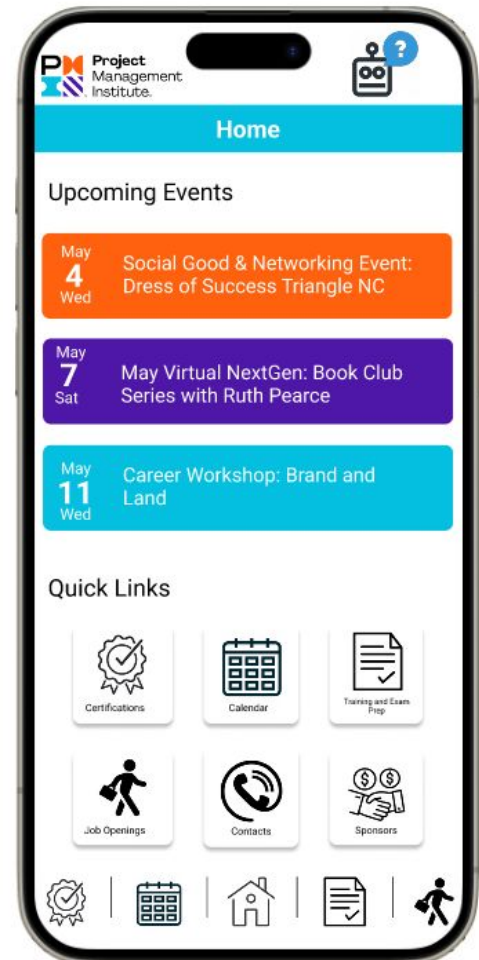 Project
Management
Institute.
?
Home
Upcoming Events
May
4
Wed
Social Good & Networking Event:
Dress of Success Triangle NC
May
7
Sat
May Virtual NextGen: Book Club
Series with Ruth Pearce
May
11
Wed
Career Workshop: Brand and
Land
Quick Links
Certifications
Calendar
Training and Exam
Prep
Job Openings
Contacts
$ $
Sponsors